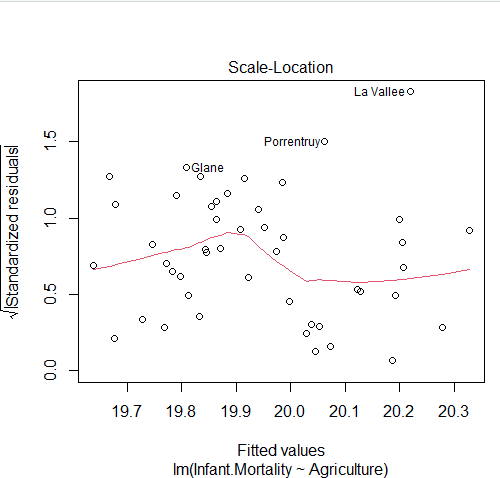 Scale-Location
La Vallee
Porrentruy
Glane
√|Standardized residuals|
0.0 0.5 1.0 1.5
19.7 19.8 19.9 20.0 20.1 20.2 20.3
Fitted values
lm(Infant.Mortality ~ Agriculture)